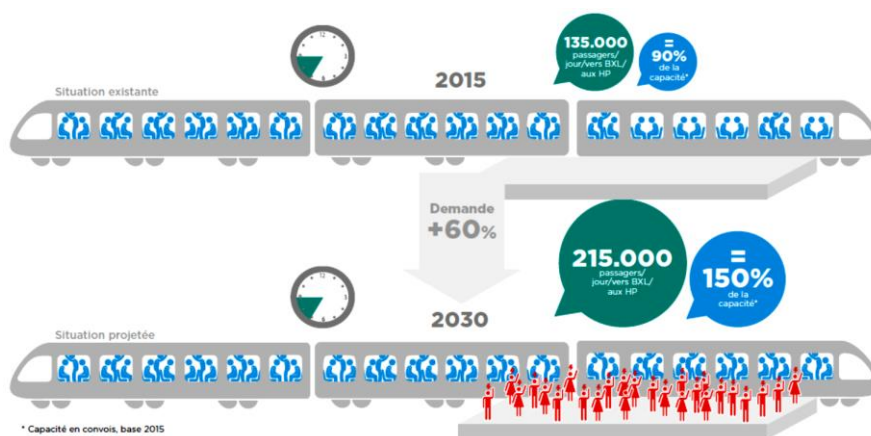 135.000
passagers/
jour/vers BXL/
aux HP
=
90%
de la
capacité*
2015
Situation existante
Demande
+60%
215.000
passagers/
jour/vers BXL/
aux HP
=
150%
de la
capacité*
2030
Situation projetée
* Capacité en convois, base 2015